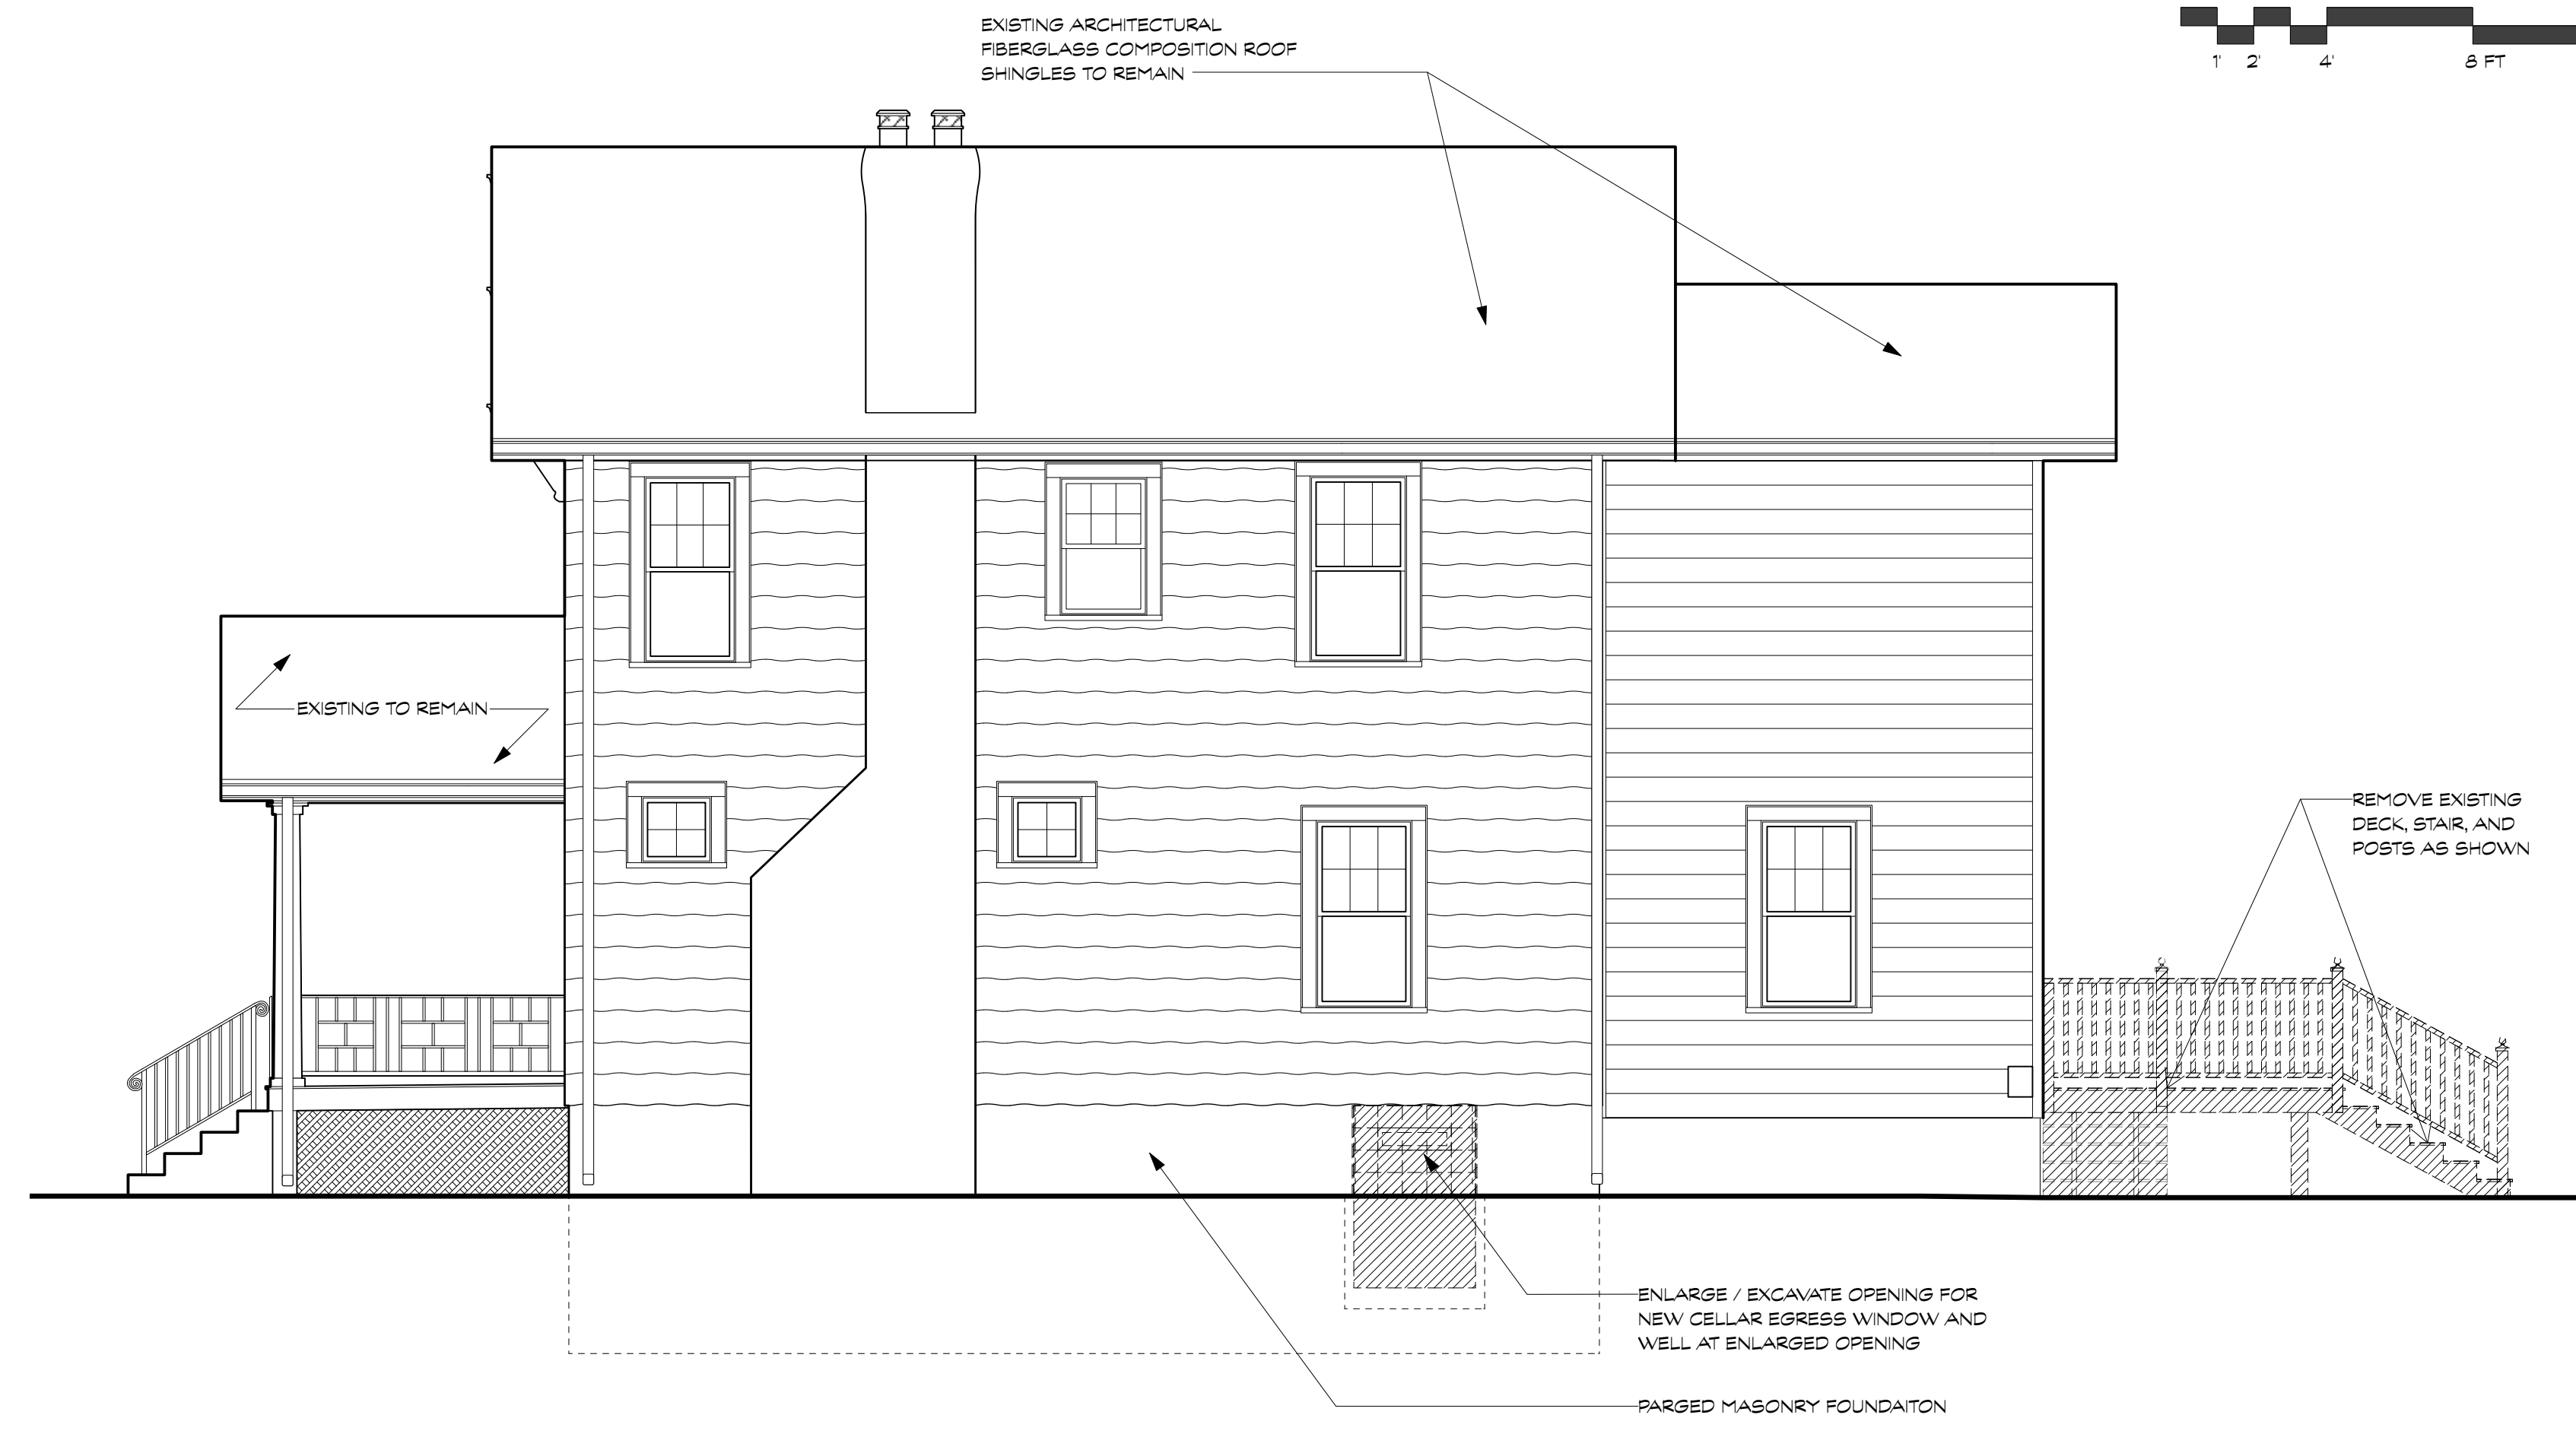 EXISTING ARCHITECTURAL
FIBERGLASS COMPOSITION ROOF
SHINGLES TO REMAIN
1' 2' 4' 8 FT
EXISTING TO REMAIN
REMOVE EXISTING
DECK, STAIR, AND
POSTS AS SHOWN
ENLARGE / EXCAVATE OPENING FOR
NEW CELLAR EGRESS WINDOW AND
WELL AT ENLARGED OPENING
PARGED MASONRY FOUNDAITON